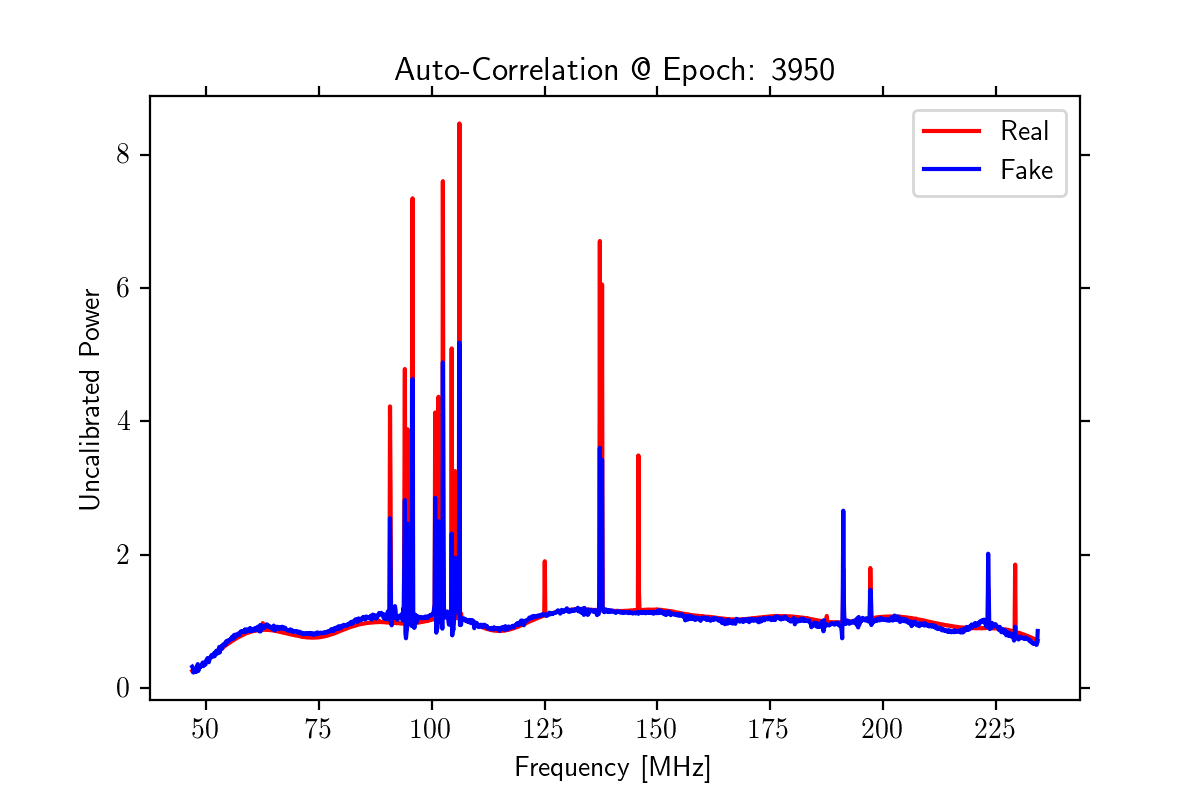 Auto-Correlation @ Epoch: 3950
Real
Fake
8
6
4
2
0
Uncalibrated Power
50 75 100 125 150 175 200 225
Frequency [MHz]